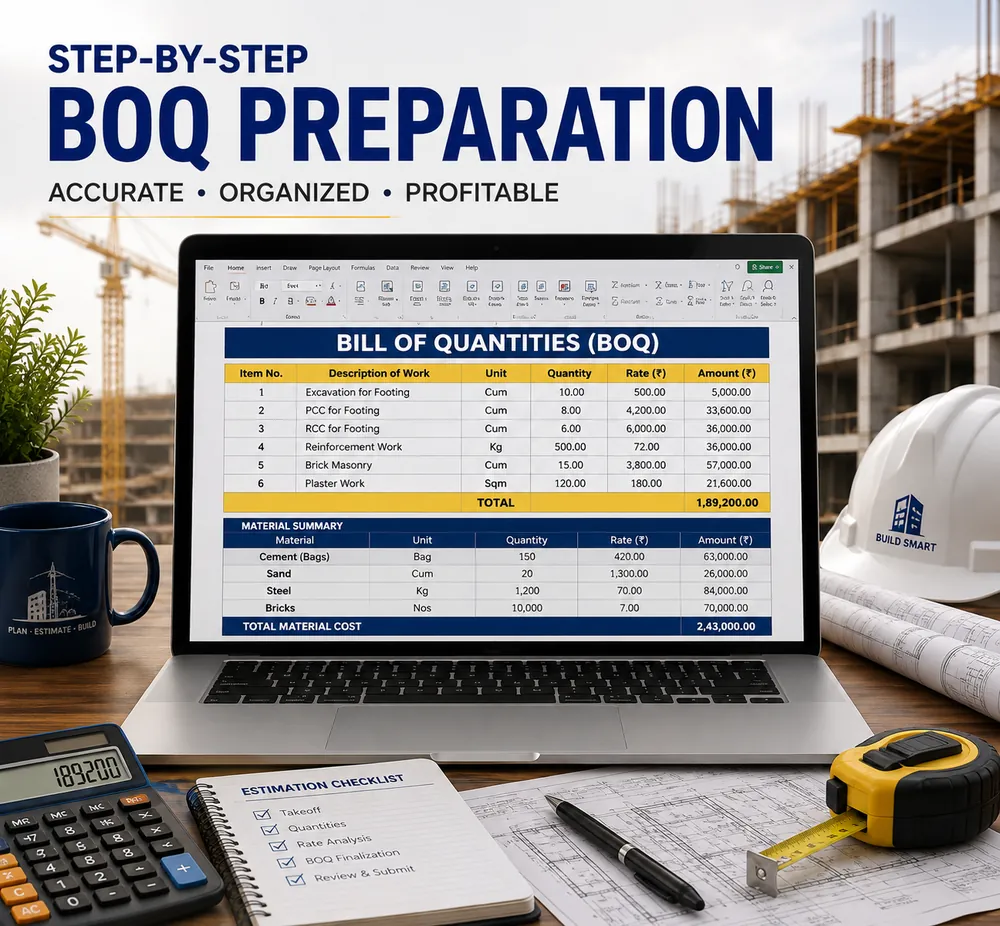 STEP-BY-STEP
BOQ PREPARATION
ACCURATE • ORGANIZED • PROFITABLE
File Home Insert Draw Page Layout Formulas Data Review View Help
Share
BILL OF QUANTITIES (BOQ)
Item No. Description of Work Unit Quantity Rate (₹) Amount (₹)
1 Excavation for Footing Cum 10.00 500.00 5,000.00
2 PCC for Footing Cum 8.00 4,200.00 33,600.00
3 RCC for Footing Cum 6.00 6,000.00 36,000.00
4 Reinforcement Work Kg 500.00 72.00 36,000.00
5 Brick Masonry Cum 15.00 3,800.00 57,000.00
6 Plaster Work Sqm 120.00 180.00 21,600.00
TOTAL 1,89,200.00
MATERIAL SUMMARY
Material Unit Quantity Rate (₹) Amount (₹)
Cement (Bags) Bag 150 420.00 63,000.00
Sand Cum 20 1,300.00 26,000.00
Steel Kg 1,200 70.00 84,000.00
Bricks Nos 10,000 7.00 70,000.00
TOTAL MATERIAL COST 2,43,000.00
BUILD SMART
PLAN · ESTIMATE · BUILD
189200
ESTIMATION CHECKLIST
Takeoff
Quantities
Rate Analysis
BOQ Finalization
Review & Submit